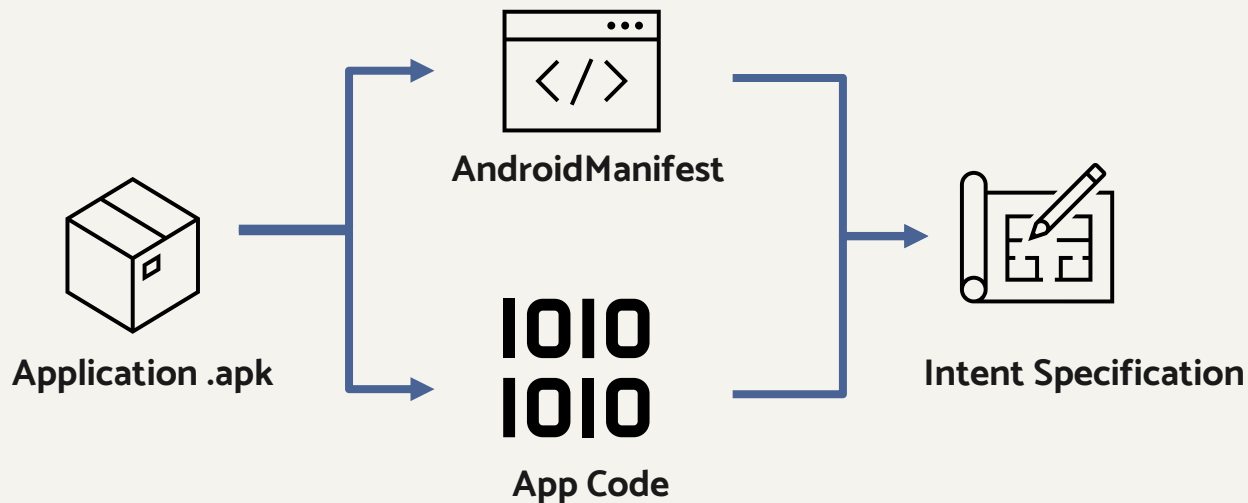 </>
AndroidManifest
Application .apk
1010
1010
App Code
Intent Specification